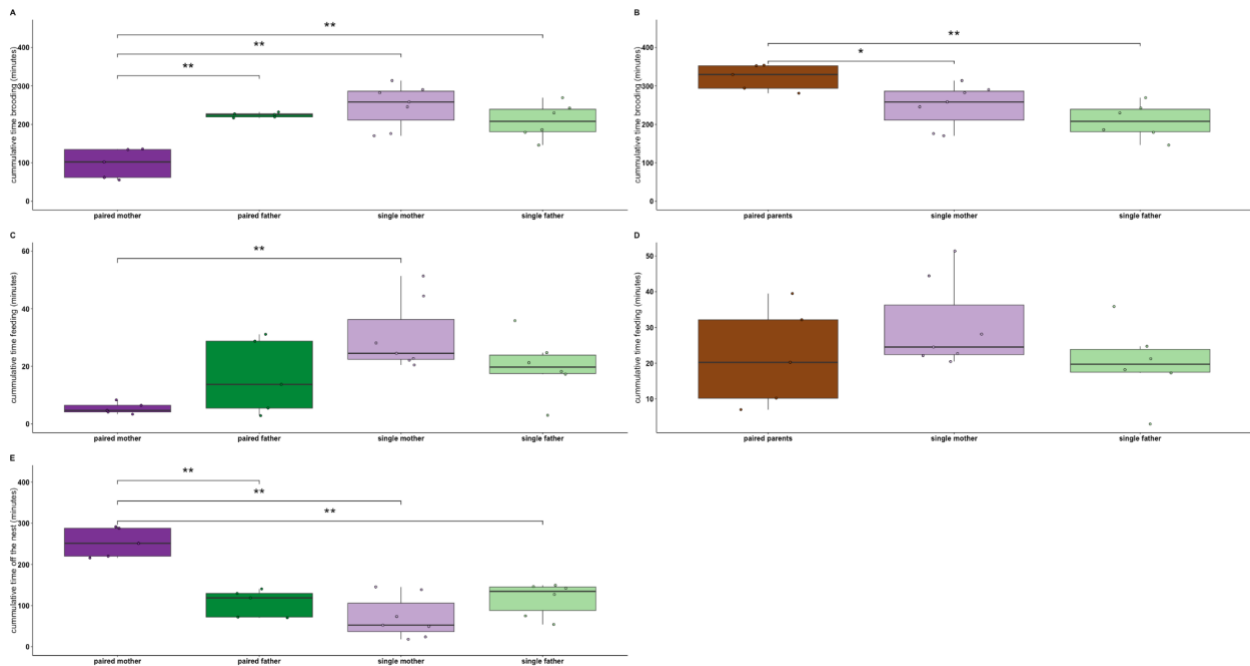 A
cummulative time brooding (minutes)
400
300
200
100
0
**
**
**
paired mother paired father single mother single father
B
cummulative time brooding (minutes)
400
300
200
100
0
**
*
paired parents single mother single father
C
cummulative time feeding (minutes)
60
40
20
0
**
paired mother paired father single mother single father
D
cummulative time feeding (minutes)
50
40
30
20
10
paired parents single mother single father
E
cummulative time off the nest (minutes)
400
300
200
100
0
**
**
**
paired mother paired father single mother single father